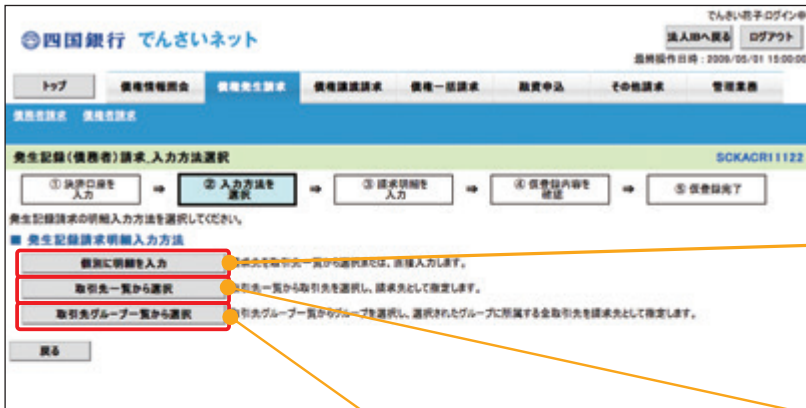 でんさい花子:ログイン中
四国銀行 でんさいネット
法人IBへ戻る ログアウト
最終操作日時：2009/05/01 15:00:00
トップ 債権情報照会 債権発生請求 債権譲渡請求 債権一括請求 融資申込 その他請求 管理業務
債務者請求 債権者請求
発生記録(債務者)請求_入力方法選択 SCKACR11122
① 決済口座を入力 ⇒ ② 入力方法を選択 ⇒ ③ 請求明細を入力 ⇒ ④ 仮登録内容を確認 ⇒ ⑤ 仮登録完了
発生記録請求の明細入力方法を選択してください。
■ 発生記録請求明細入力方法
個別に明細を入力 求先を取引先一覧から選択または、直接入力します。
取引先一覧から選択 引先一覧から取引先を選択し、請求先として指定します。
取引先グループ一覧から選択 引先グループ一覧からグループを選択し、選択されたグループに所属する全取引先を請求先として指定します。
戻る